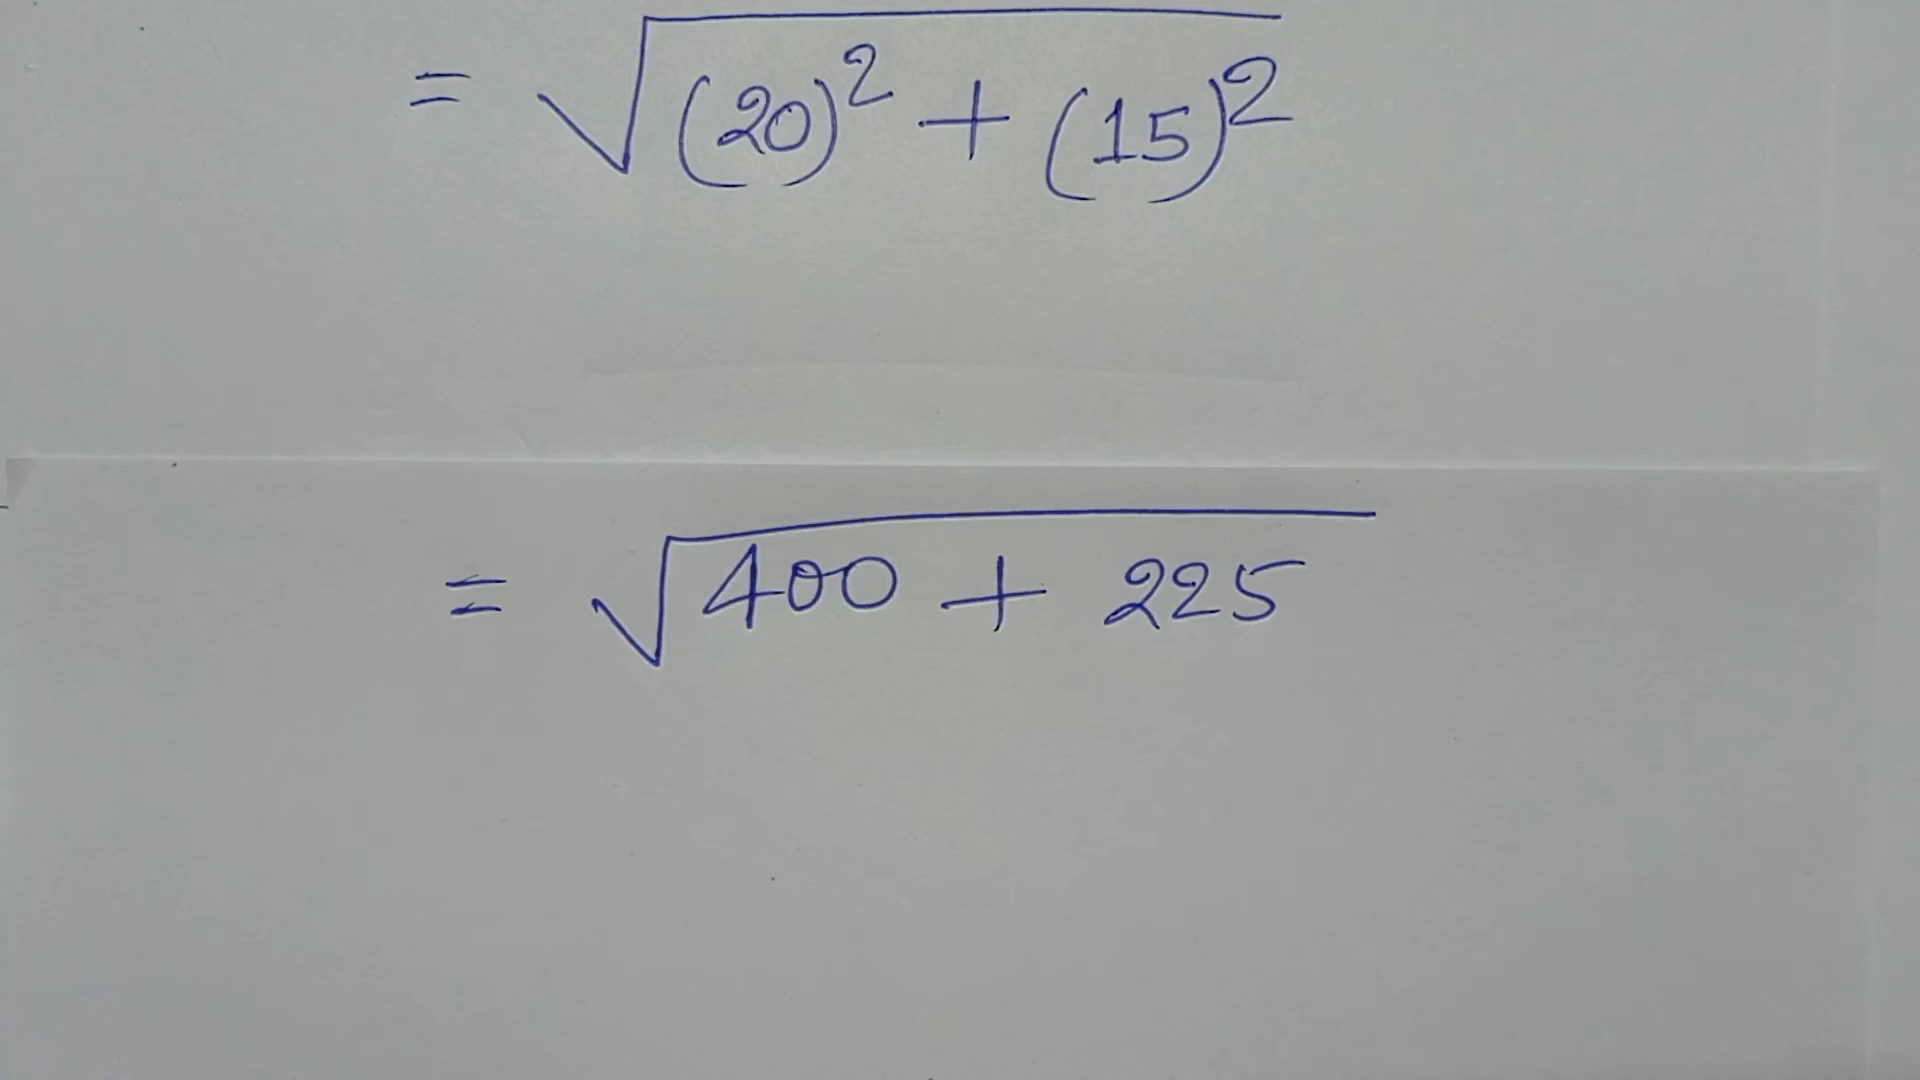 = √(20)² + (15)²
= √400 + 225